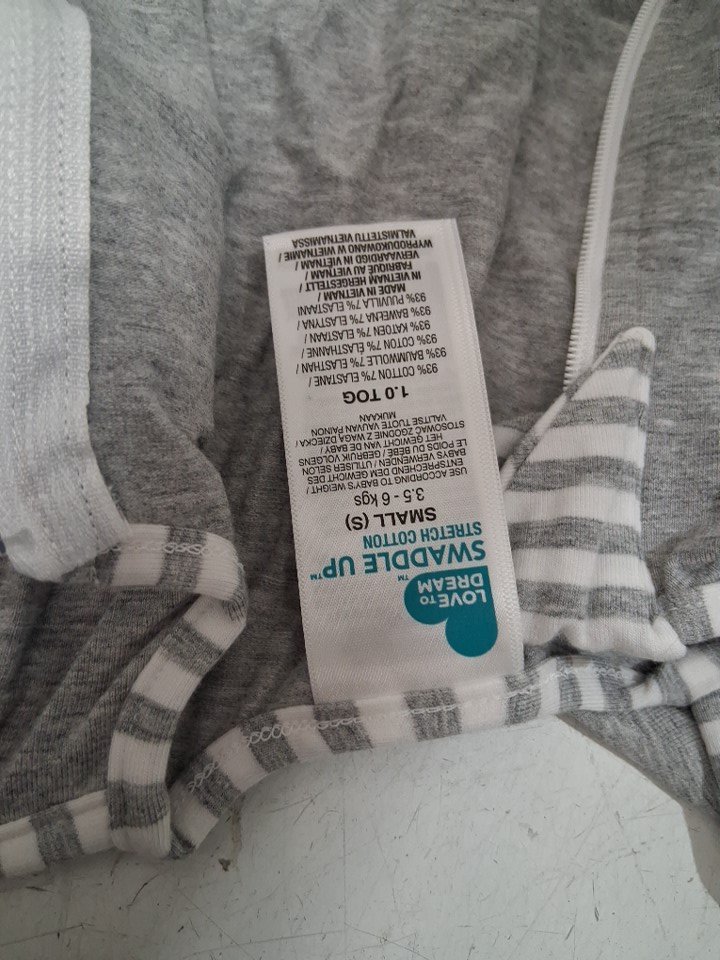 LOVE TO
DREAM™
SWADDLE UP™
STRETCH COTTON
SMALL (S)
3.5 - 6 kgs
USE ACCORDING TO BABY'S WEIGHT /
ENTSPRECHEND DEM GEWICHT DES
BABYS VERWENDEN / UTILISER SELON
LE POIDS DU BÉBÉ / GEBRUIK VOLGENS
HET GEWICHT VAN DE BABY /
STOSOWAĆ ZGODNIE Z WAGĄ DZIECKA /
VALITSE TUOTE VAUVAN PAINON
MUKAAN
1.0 TOG
93% COTTON 7% ELASTANE /
93% BAUMWOLLE 7% ELASTHAN /
93% COTON 7% ÉLASTHANNE /
93% KATOEN 7% ELASTAAN /
93% BAWEŁNA 7% ELASTYNA /
93% PUUVILLA 7% ELASTAANI
MADE IN VIETNAM /
IN VIETNAM HERGESTELLT /
FABRIQUÉ AU VIETNAM /
VERVAARDIGD IN VIETNAM /
WYPRODUKOWANO W WIETNAMIE /
VALMISTETTU VIETNAMISSA